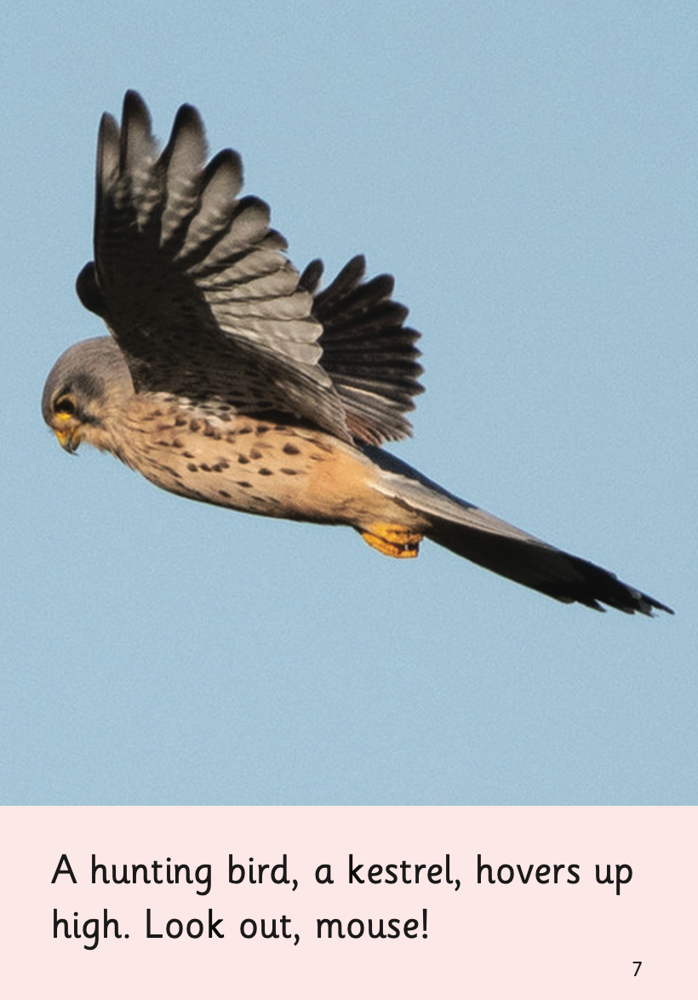 A hunting bird, a kestrel, hovers up
high. Look out, mouse!
7